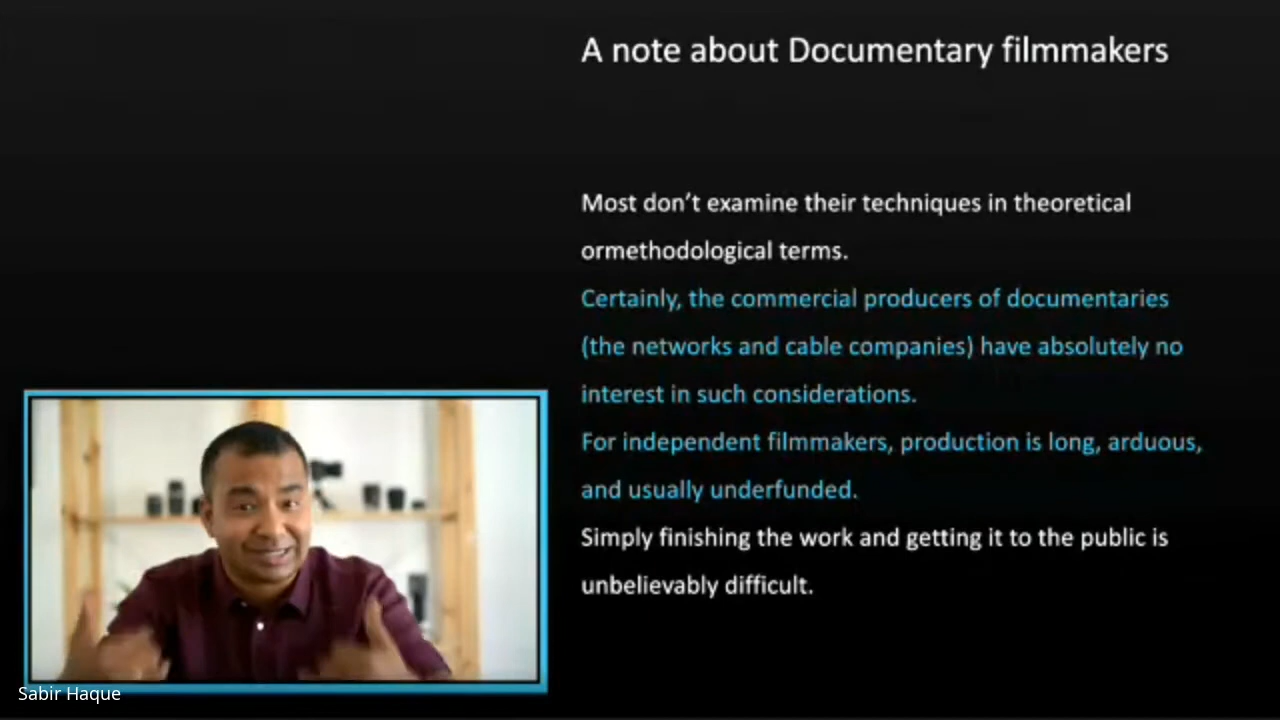 A note about Documentary filmmakers
Most don’t examine their techniques in theoretical
ormethodological terms.
Certainly, the commercial producers of documentaries
(the networks and cable companies) have absolutely no
interest in such considerations.
For independent filmmakers, production is long, arduous,
and usually underfunded.
Simply finishing the work and getting it to the public is
unbelievably difficult.
Sabir Haque